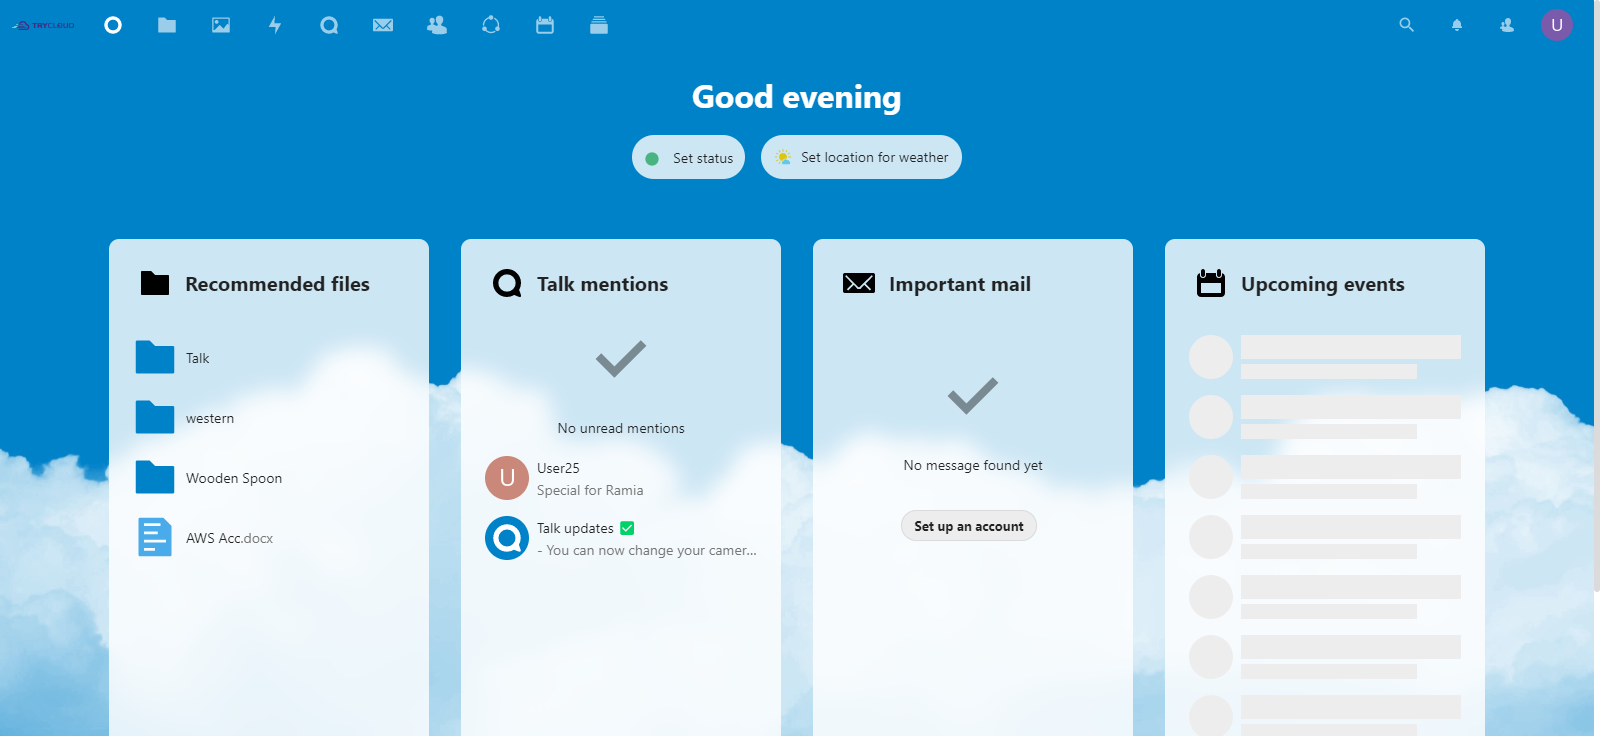 TRYCLOUD
U
Good evening
Set status
Set location for weather
Recommended files
Talk
western
Wooden Spoon
AWS Acc.docx
Talk mentions
No unread mentions
U
User25
Special for Ramia
Talk updates ✅
- You can now change your camer...
Important mail
No message found yet
Set up an account
Upcoming events